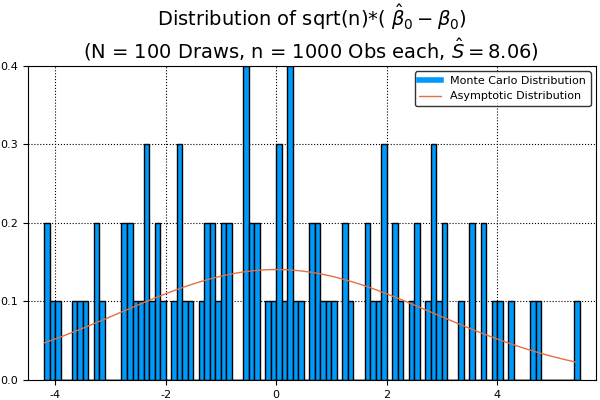 Distribution of sqrt(n)*( β̂₀ − β₀)
(N = 100 Draws, n = 1000 Obs each, Ŝ = 8.06)
Monte Carlo Distribution
Asymptotic Distribution
0.4
0.3
0.2
0.1
0.0
-4 -2 0 2 4